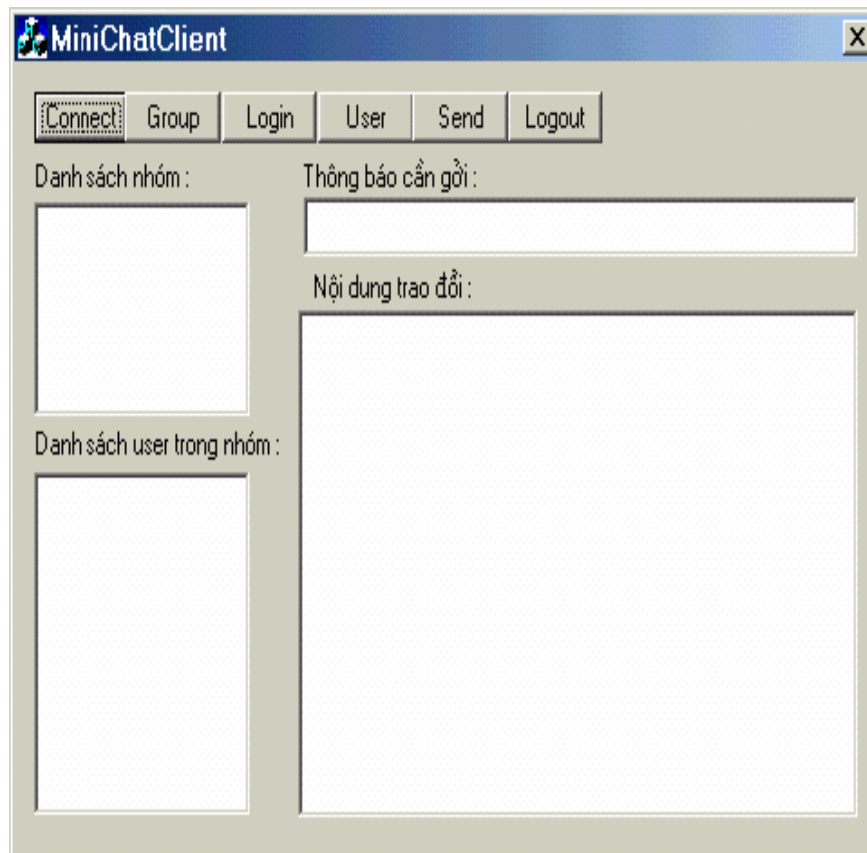 MiniChatClient
Connect Group Login User Send Logout
Danh sách nhóm :
Thông báo cần gởi :
Nội dung trao đổi :
Danh sách user trong nhóm :